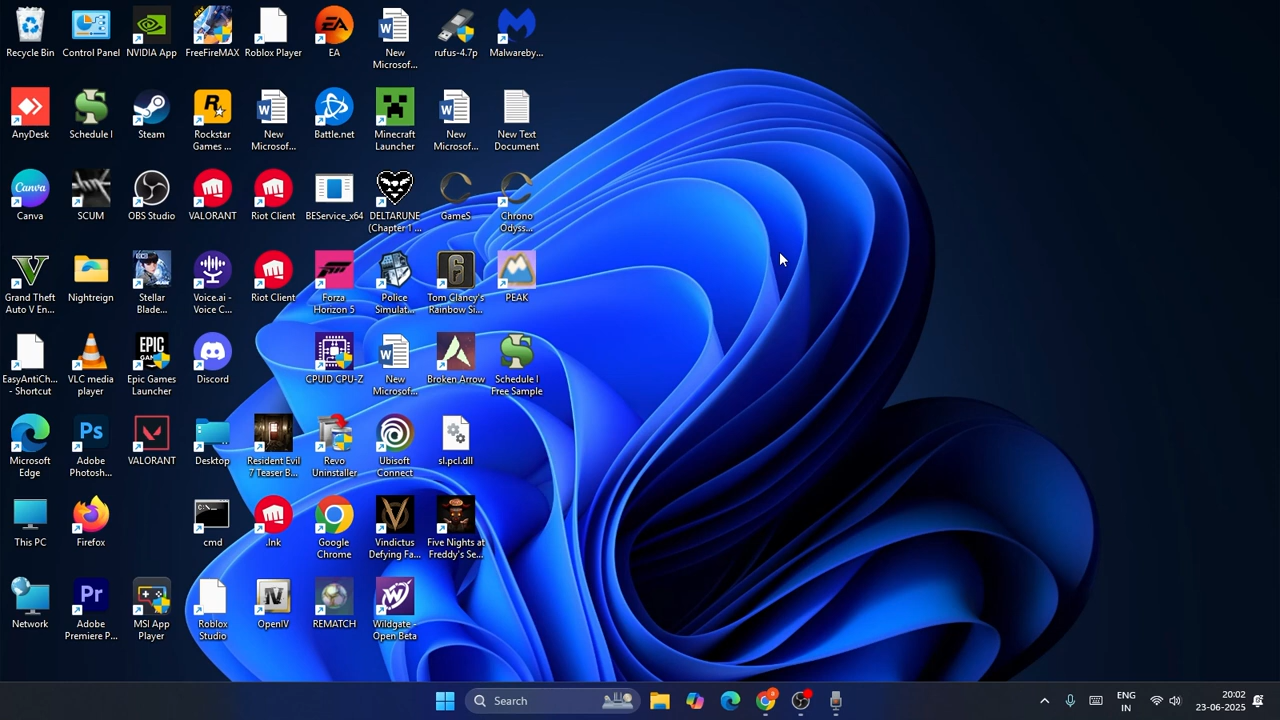 Recycle Bin
Control Panel
NVIDIA App
FreeFireMAX
Roblox Player
EA
New
Microsof...
rufus-4.7p
Malwareby...
AnyDesk
Schedule I
Steam
Rockstar
Games ...
New
Microsof...
Battle.net
Minecraft
Launcher
New
Microsof...
New Text
Document
Canva
SCUM
OBS Studio
VALORANT
Riot Client
BEService_x64
DELTARUNE
(Chapter 1 ...
GameS
Chrono
Odyss...
Grand Theft
Auto V En...
Nightreign
Stellar
Blade...
Voice.ai -
Voice C...
Riot Client
Forza
Horizon 5
Police
Simulat...
Tom Clancy's
Rainbow Si...
PEAK
EasyAntiCh...
- Shortcut
VLC media
player
Epic Games
Launcher
Discord
CPUID CPU-Z
New
Microsof...
Broken Arrow
Schedule I
Free Sample
Microsoft
Edge
Adobe
Photosh...
VALORANT
Desktop
Resident Evil
7 Teaser B...
Revo
Uninstaller
Ubisoft
Connect
sl.pcl.dll
This PC
Firefox
cmd
.lnk
Google
Chrome
Vindictus
Defying Fa...
Five Nights at
Freddy's Se...
Network
Adobe
Premiere P...
MSI App
Player
Roblox
Studio
OpenIV
REMATCH
Wildgate -
Open Beta
Search
ENG
IN
20:02
23-06-2025